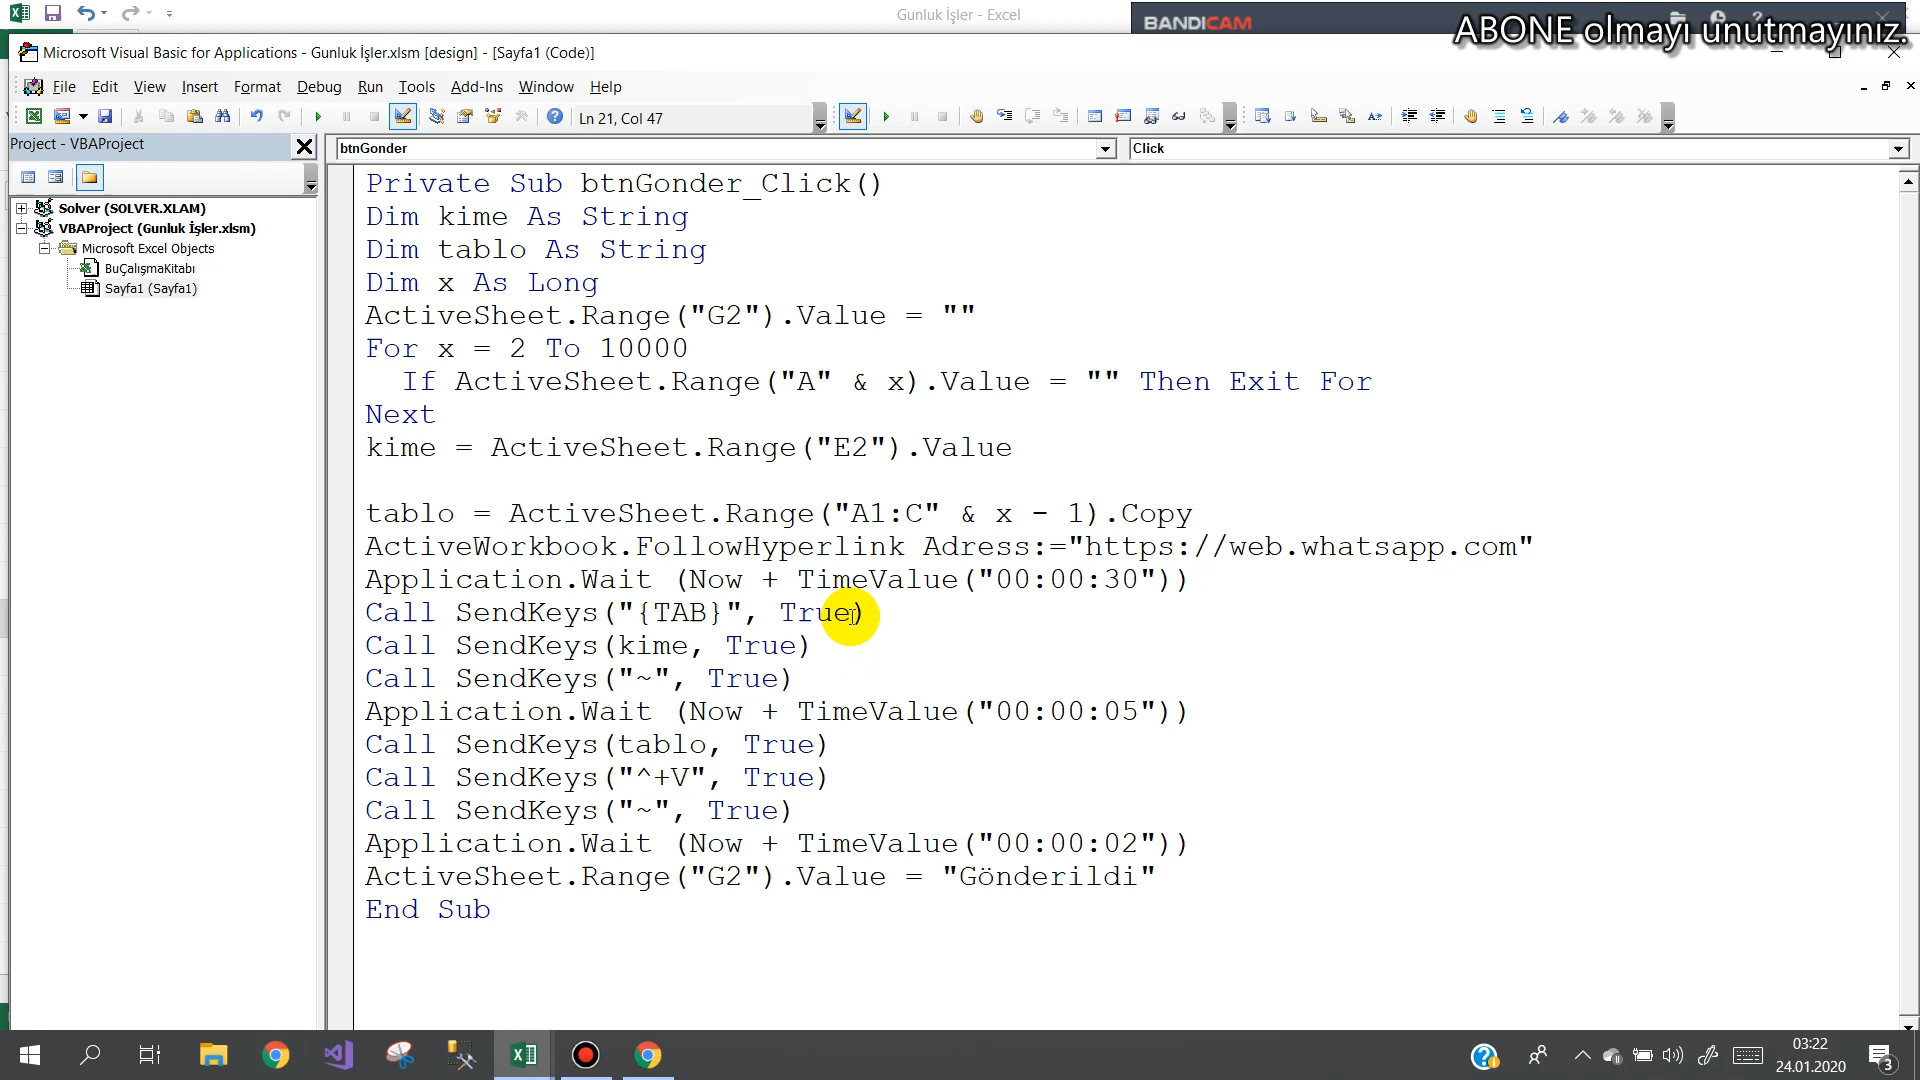 Gunluk İşler - Excel
BANDICAM
ABONE olmayı unutmayınız.
Microsoft Visual Basic for Applications - Gunluk İşler.xlsm [design] - [Sayfa1 (Code)]
File Edit View Insert Format Debug Run Tools Add-Ins Window Help
Ln 21, Col 47
Project - VBAProject
btnGonder
Click
Solver (SOLVER.XLAM)
VBAProject (Gunluk İşler.xlsm)
Microsoft Excel Objects
BuÇalışmaKitabı
Sayfa1 (Sayfa1)
Private Sub btnGonder_Click()
Dim kime As String
Dim tablo As String
Dim x As Long
ActiveSheet.Range("G2").Value = ""
For x = 2 To 10000
If ActiveSheet.Range("A" & x).Value = "" Then Exit For
Next
kime = ActiveSheet.Range("E2").Value
tablo = ActiveSheet.Range("A1:C" & x - 1).Copy
ActiveWorkbook.FollowHyperlink Adress:="https://web.whatsapp.com"
Application.Wait (Now + TimeValue("00:00:30"))
Call SendKeys("{TAB}", True)
Call SendKeys(kime, True)
Call SendKeys("~", True)
Application.Wait (Now + TimeValue("00:00:05"))
Call SendKeys(tablo, True)
Call SendKeys("^+V", True)
Call SendKeys("~", True)
Application.Wait (Now + TimeValue("00:00:02"))
ActiveSheet.Range("G2").Value = "Gönderildi"
End Sub
03:22
24.01.2020
3